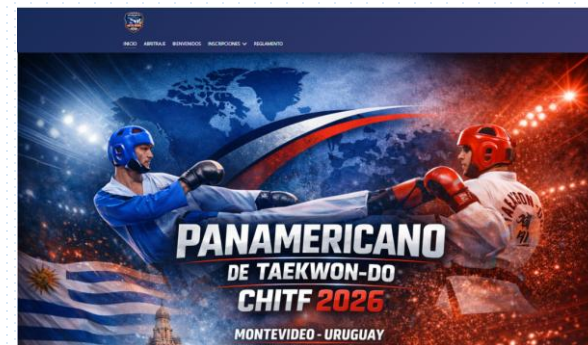 INICIO ARBITRAJE BIENVENIDOS INSCRIPCIONES REGLAMENTO
PANAMERICANO
DE TAEKWON-DO
CHITF 2026
MONTEVIDEO - URUGUAY